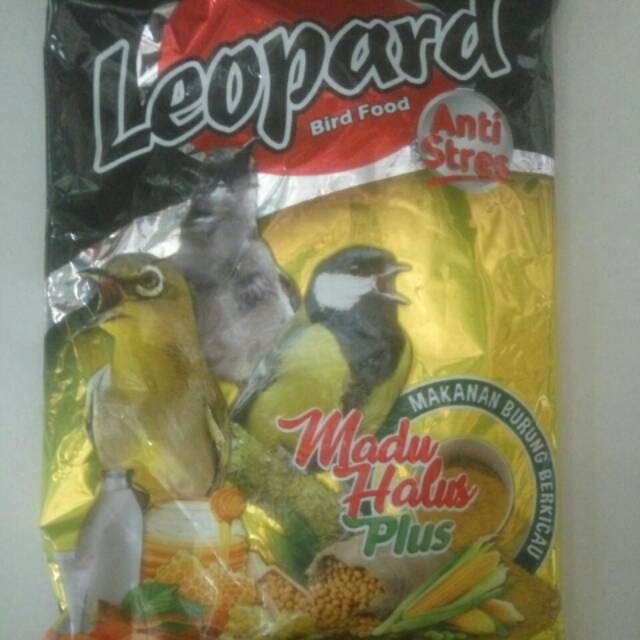 Leopard
Bird Food
Anti
Stres
MAKANAN BURUNG BERKICAU
Madu
Halus
Plus